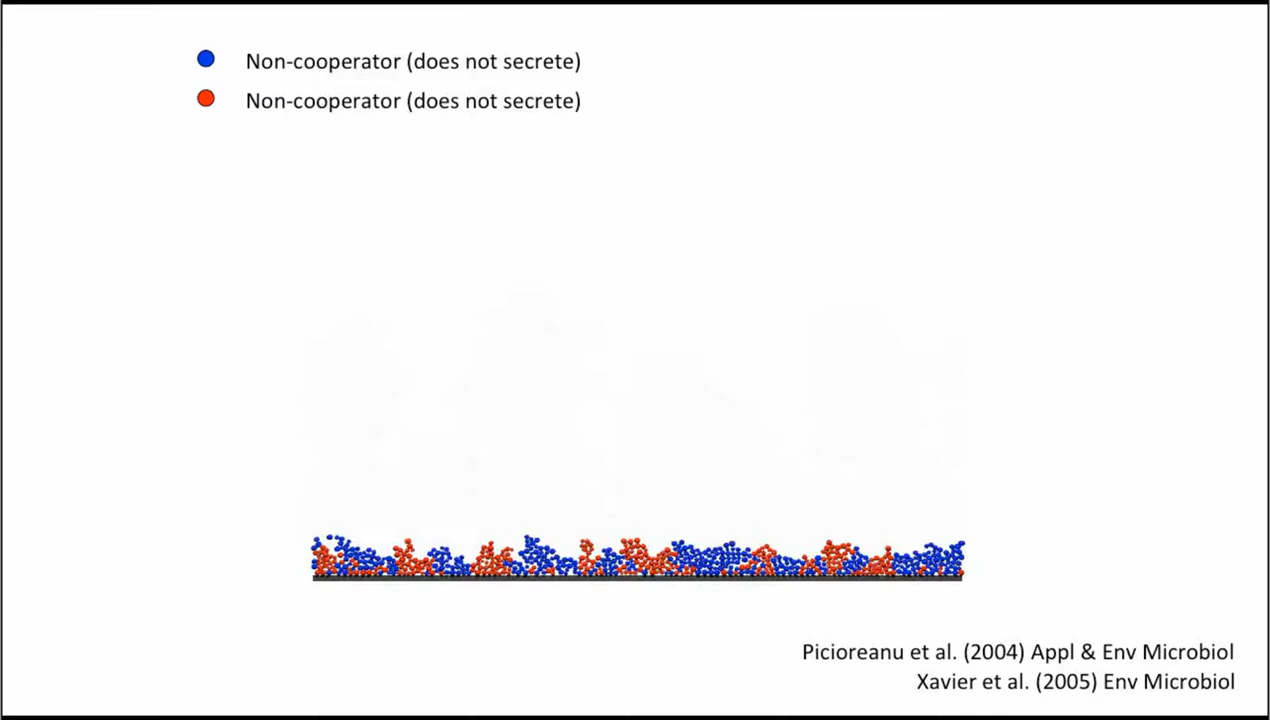 Non-cooperator (does not secrete)
Non-cooperator (does not secrete)
Picioreanu et al. (2004) Appl & Env Microbiol
Xavier et al. (2005) Env Microbiol